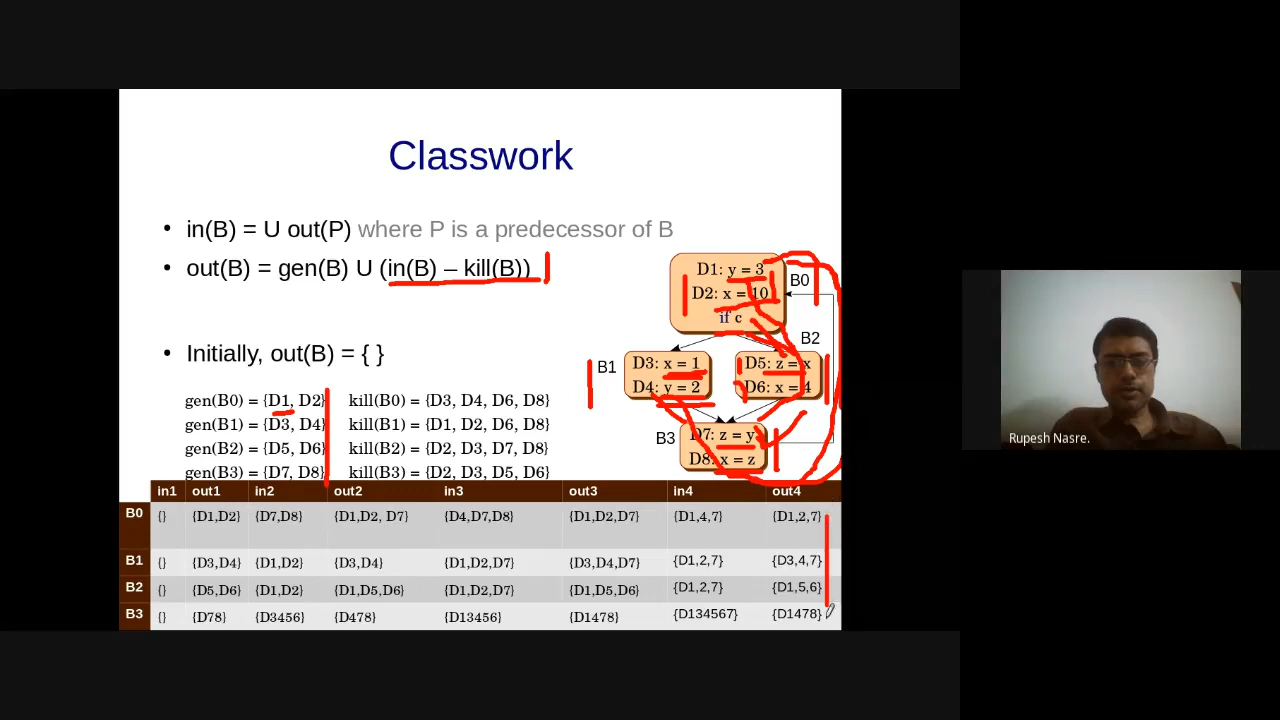 Classwork
• in(B) = U out(P) where P is a predecessor of B
• out(B) = gen(B) U (in(B) – kill(B))
D1: y = 3
D2: x = 10
if c
B0
B2
• Initially, out(B) = { }
B1
D3: x = 1
D4: y = 2
D5: z = x
D6: x = 4
B3
D7: z = y
D8: x = z
gen(B0) = {D1, D2} kill(B0) = {D3, D4, D6, D8}
gen(B1) = {D3, D4} kill(B1) = {D1, D2, D6, D8}
gen(B2) = {D5, D6} kill(B2) = {D2, D3, D7, D8}
gen(B3) = {D7, D8} kill(B3) = {D2, D3, D5, D6}
in1 out1 in2 out2 in3 out3 in4 out4
B0 {} {D1,D2} {D7,D8} {D1,D2, D7} {D4,D7,D8} {D1,D2,D7} {D1,4,7} {D1,2,7}
B1 {} {D3,D4} {D1,D2} {D3,D4} {D1,D2,D7} {D3,D4,D7} {D1,2,7} {D3,4,7}
B2 {} {D5,D6} {D1,D2} {D1,D5,D6} {D1,D2,D7} {D1,D5,D6} {D1,2,7} {D1,5,6}
B3 {} {D78} {D3456} {D478} {D13456} {D1478} {D134567} {D1478}
Rupesh Nasre.